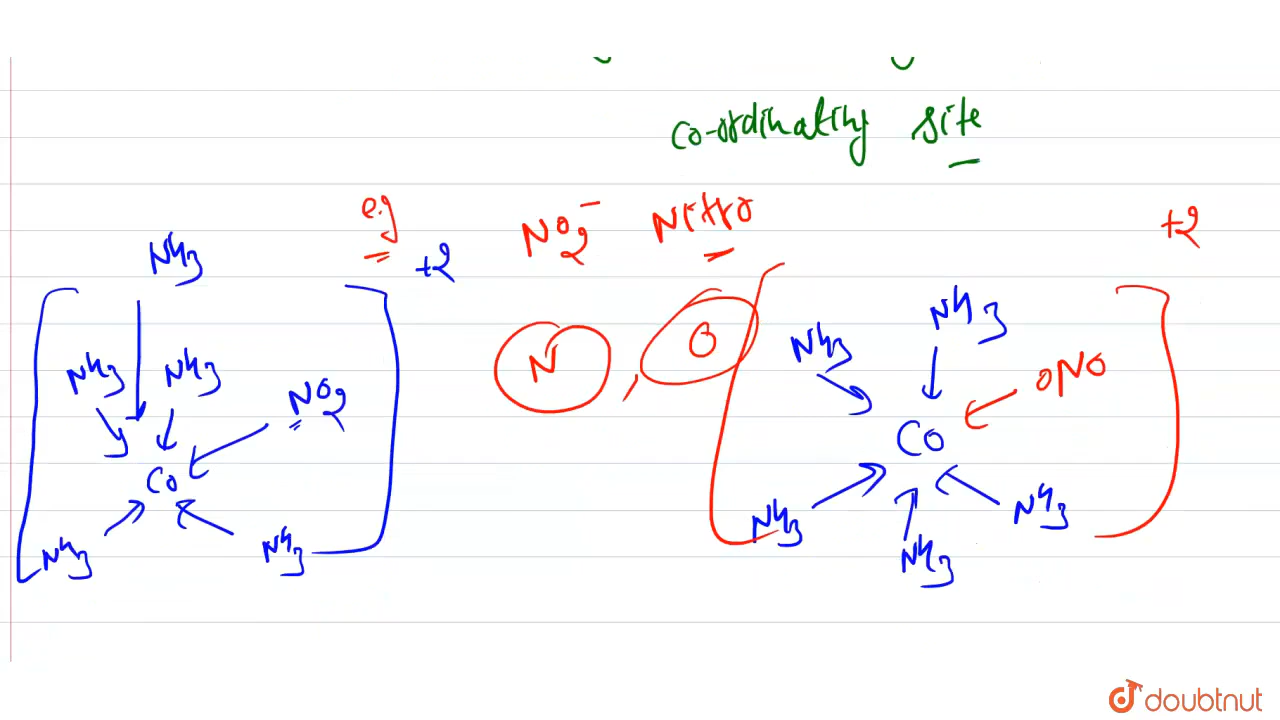 co-ordinating site
e.g NO2⁻ Nitro
N, O
+2
NH3
NH3 NH3 NO2
Co
NH3 NH3
+2
NH3 NH3
ONO
CO
NH3 NH3
NH3
doubtnut